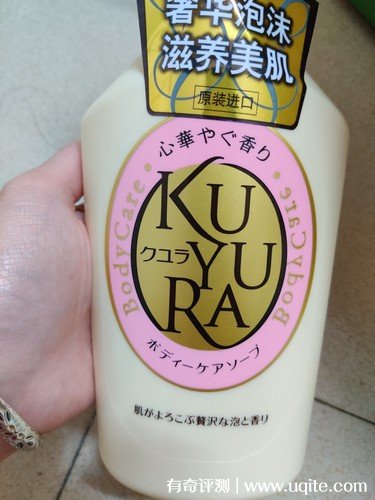 奢华泡沫
滋养美肌
原装进口
心華やぐ香り
BodyCare
BodyCare
KU
クユラ
YU
RA
ボディーケアソープ
肌がよろこぶ贅沢な泡と香り
有奇评测 | www.uqite.com